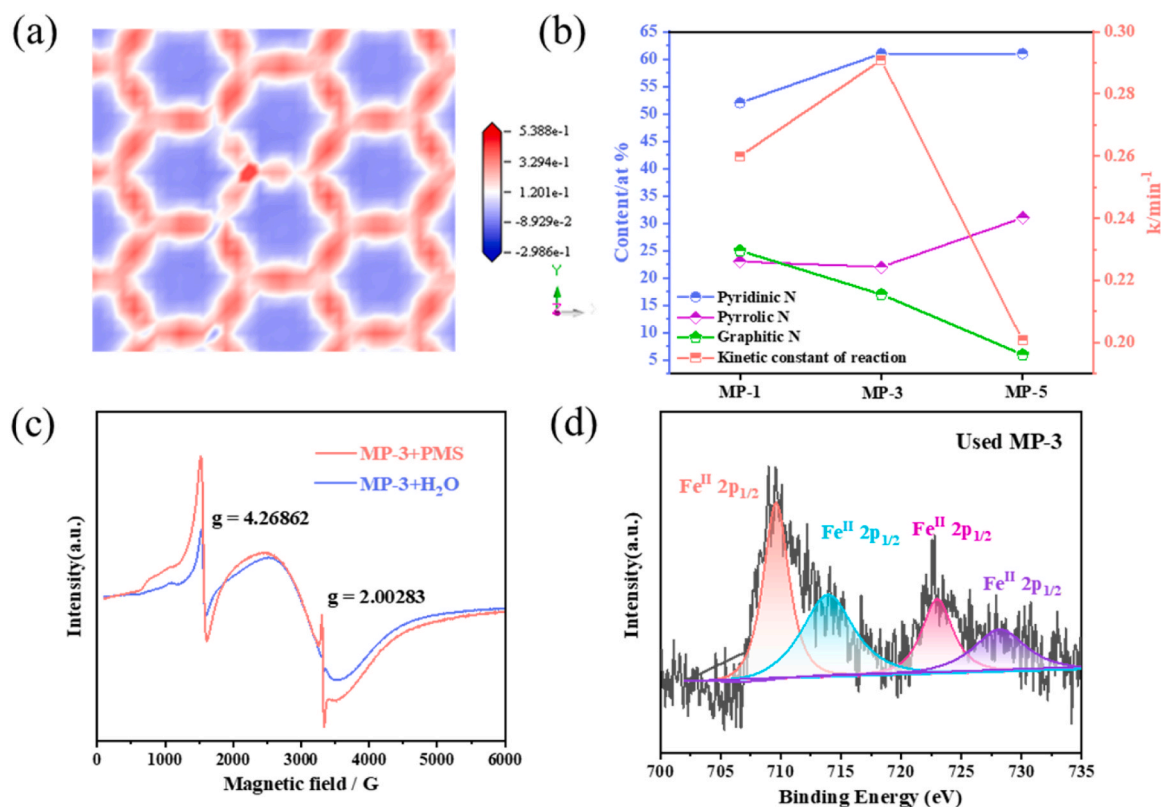 (a)
5.388e-1
3.294e-1
1.201e-1
-8.929e-2
-2.986e-1
Y
Z
X
(b)
Content/at %
65
60
55
50
45
40
35
30
25
20
15
10
5
Pyridinic N
Pyrrolic N
Graphitic N
Kinetic constant of reaction
MP-1
MP-3
MP-5
0.30
0.28
0.26
0.24
0.22
0.20
k/min⁻¹
(c)
MP-3+PMS
MP-3+H₂O
g = 4.26862
g = 2.00283
Intensity(a.u.)
1000
2000
3000
4000
5000
6000
Magnetic field / G
(d)
Used MP-3
Feᴵᴵ 2p₁/₂
Feᴵᴵ 2p₁/₂
Feᴵᴵ 2p₁/₂
Feᴵᴵ 2p₁/₂
Intensity(a.u.)
700
705
710
715
720
725
730
735
Binding Energy (eV)